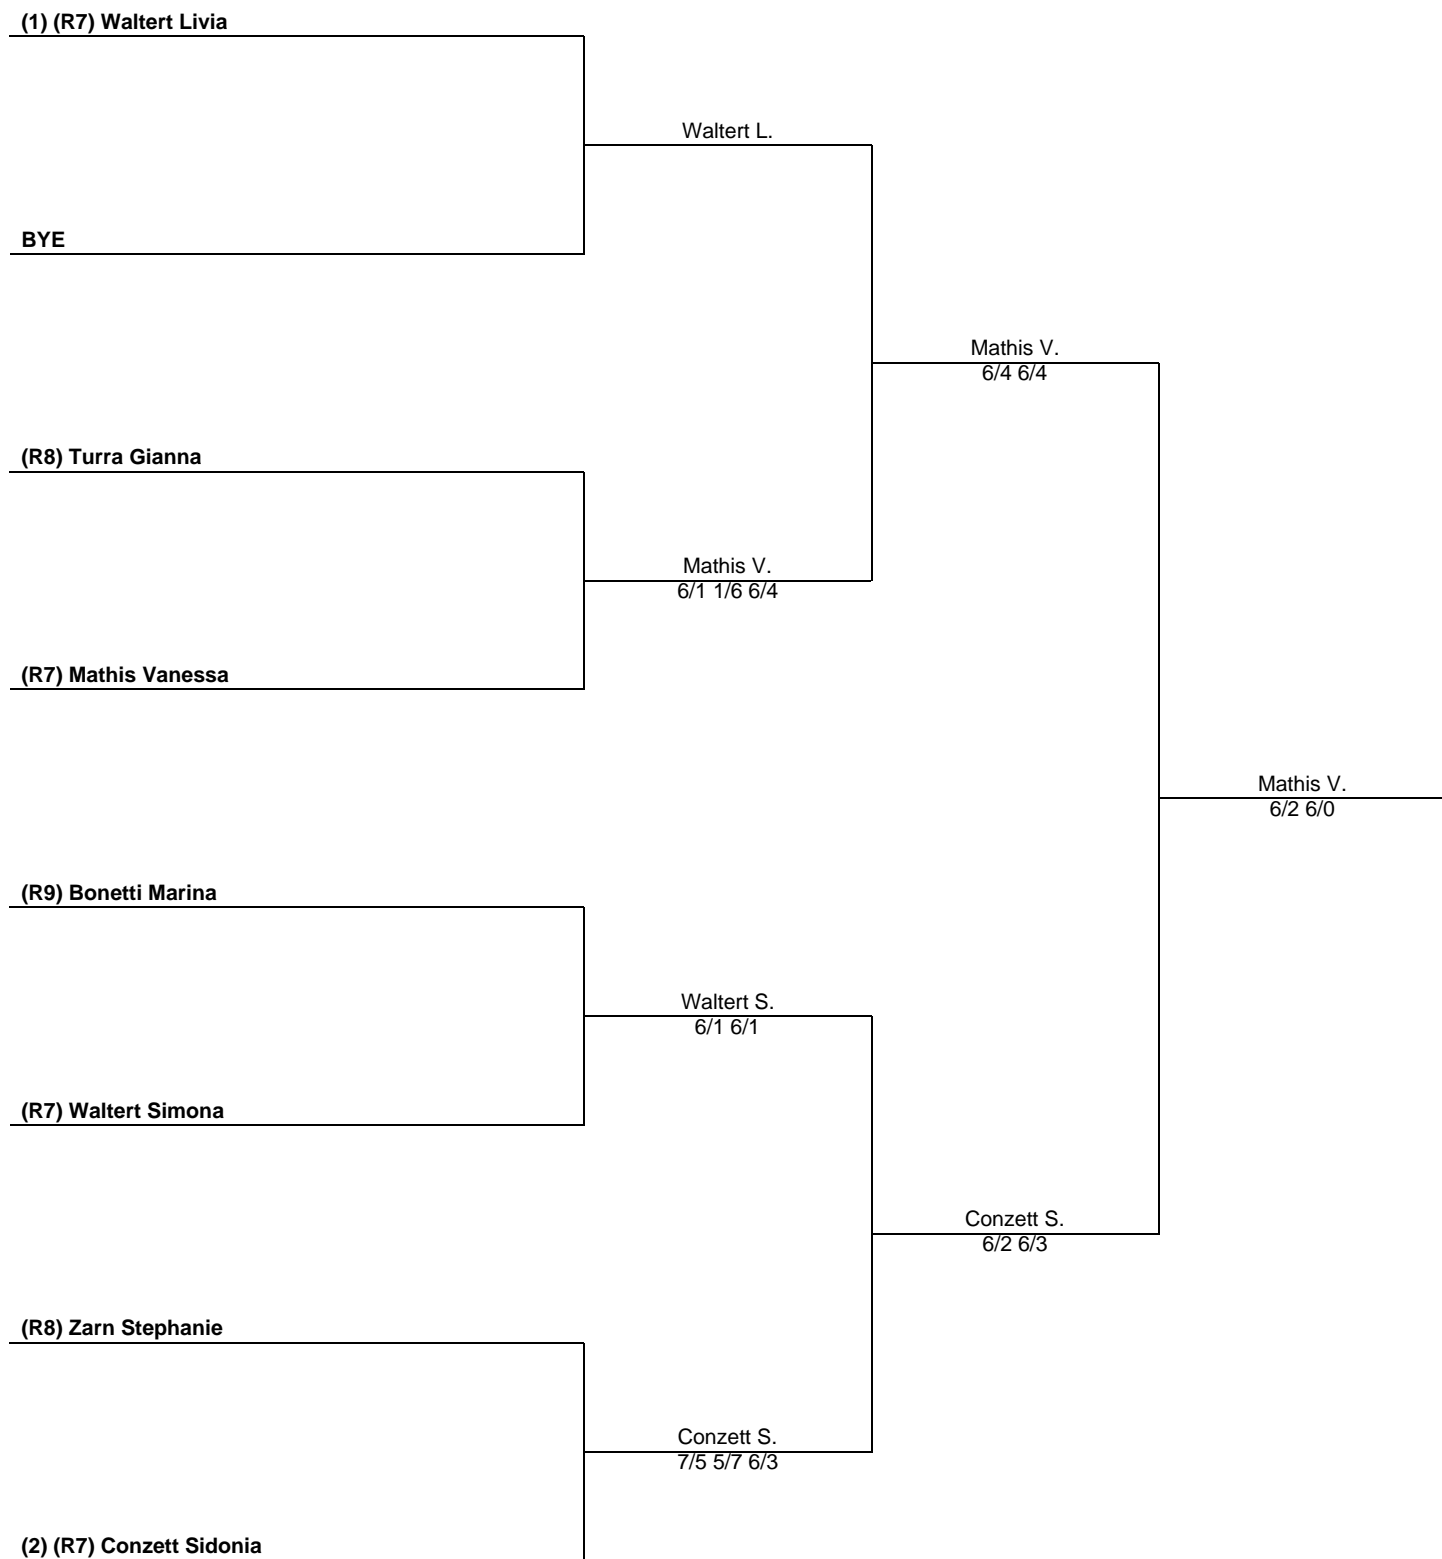 (1) (R7) Waltert Livia
Waltert L.
BYE
Mathis V.
6/4 6/4
(R8) Turra Gianna
Mathis V.
6/1 1/6 6/4
(R7) Mathis Vanessa
Mathis V.
6/2 6/0
(R9) Bonetti Marina
Waltert S.
6/1 6/1
(R7) Waltert Simona
Conzett S.
6/2 6/3
(R8) Zarn Stephanie
Conzett S.
7/5 5/7 6/3
(2) (R7) Conzett Sidonia